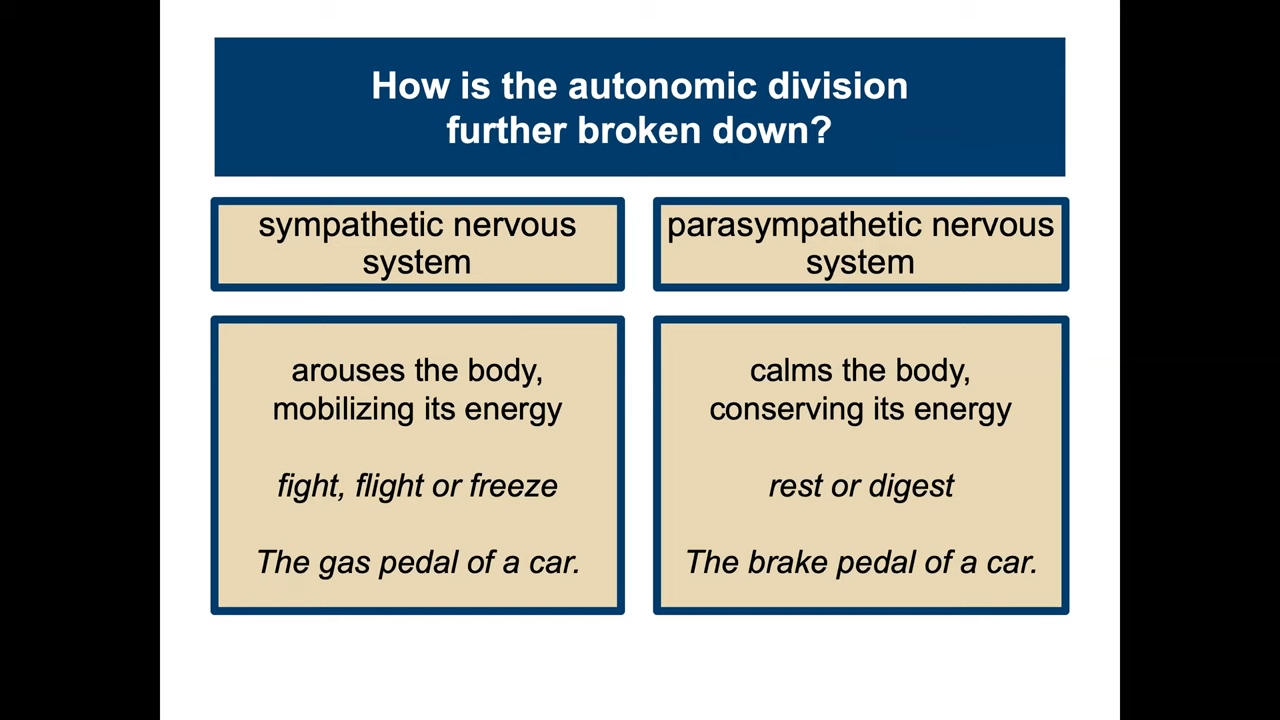 How is the autonomic division
further broken down?
sympathetic nervous
system
parasympathetic nervous
system
arouses the body,
mobilizing its energy
fight, flight or freeze
The gas pedal of a car.
calms the body,
conserving its energy
rest or digest
The brake pedal of a car.